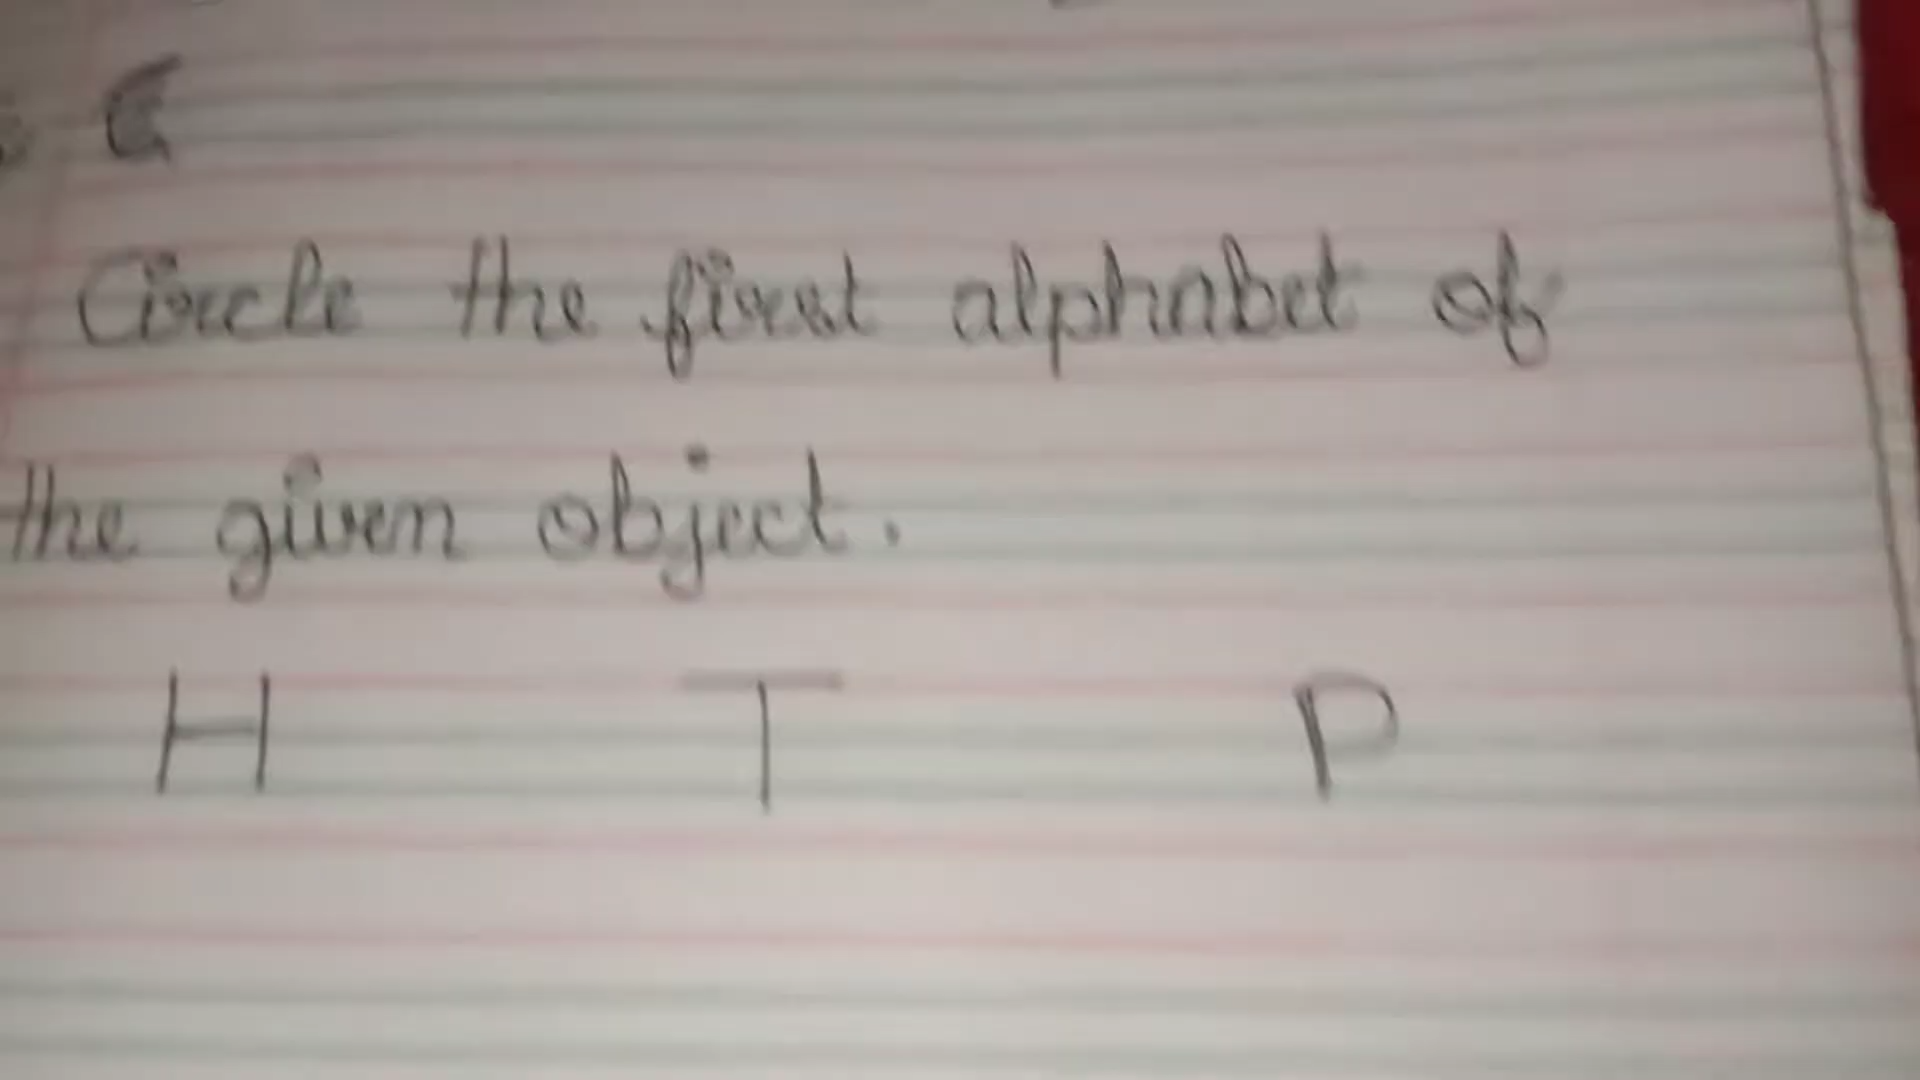 G
Circle the first alphabet of
the given object.
H T P